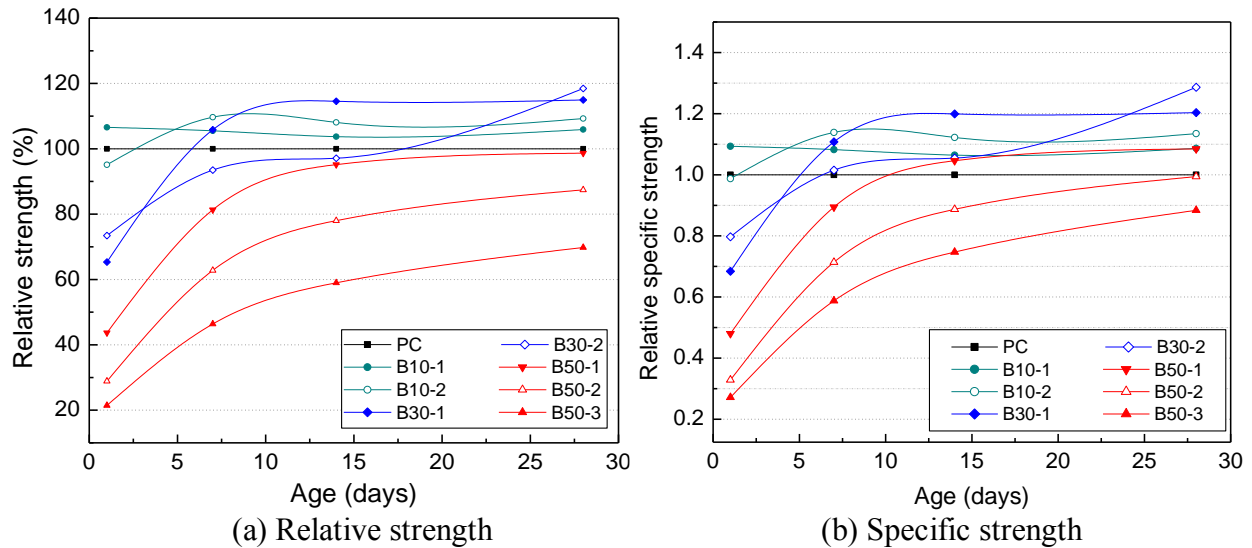 140
120
100
80
60
40
20
0 5 10 15 20 25 30
Relative strength (%)
Age (days)
PC
B10-1
B10-2
B30-1
B30-2
B50-1
B50-2
B50-3
(a) Relative strength
1.4
1.2
1.0
0.8
0.6
0.4
0.2
0 5 10 15 20 25 30
Relative specific strength
Age (days)
PC
B10-1
B10-2
B30-1
B30-2
B50-1
B50-2
B50-3
(b) Specific strength